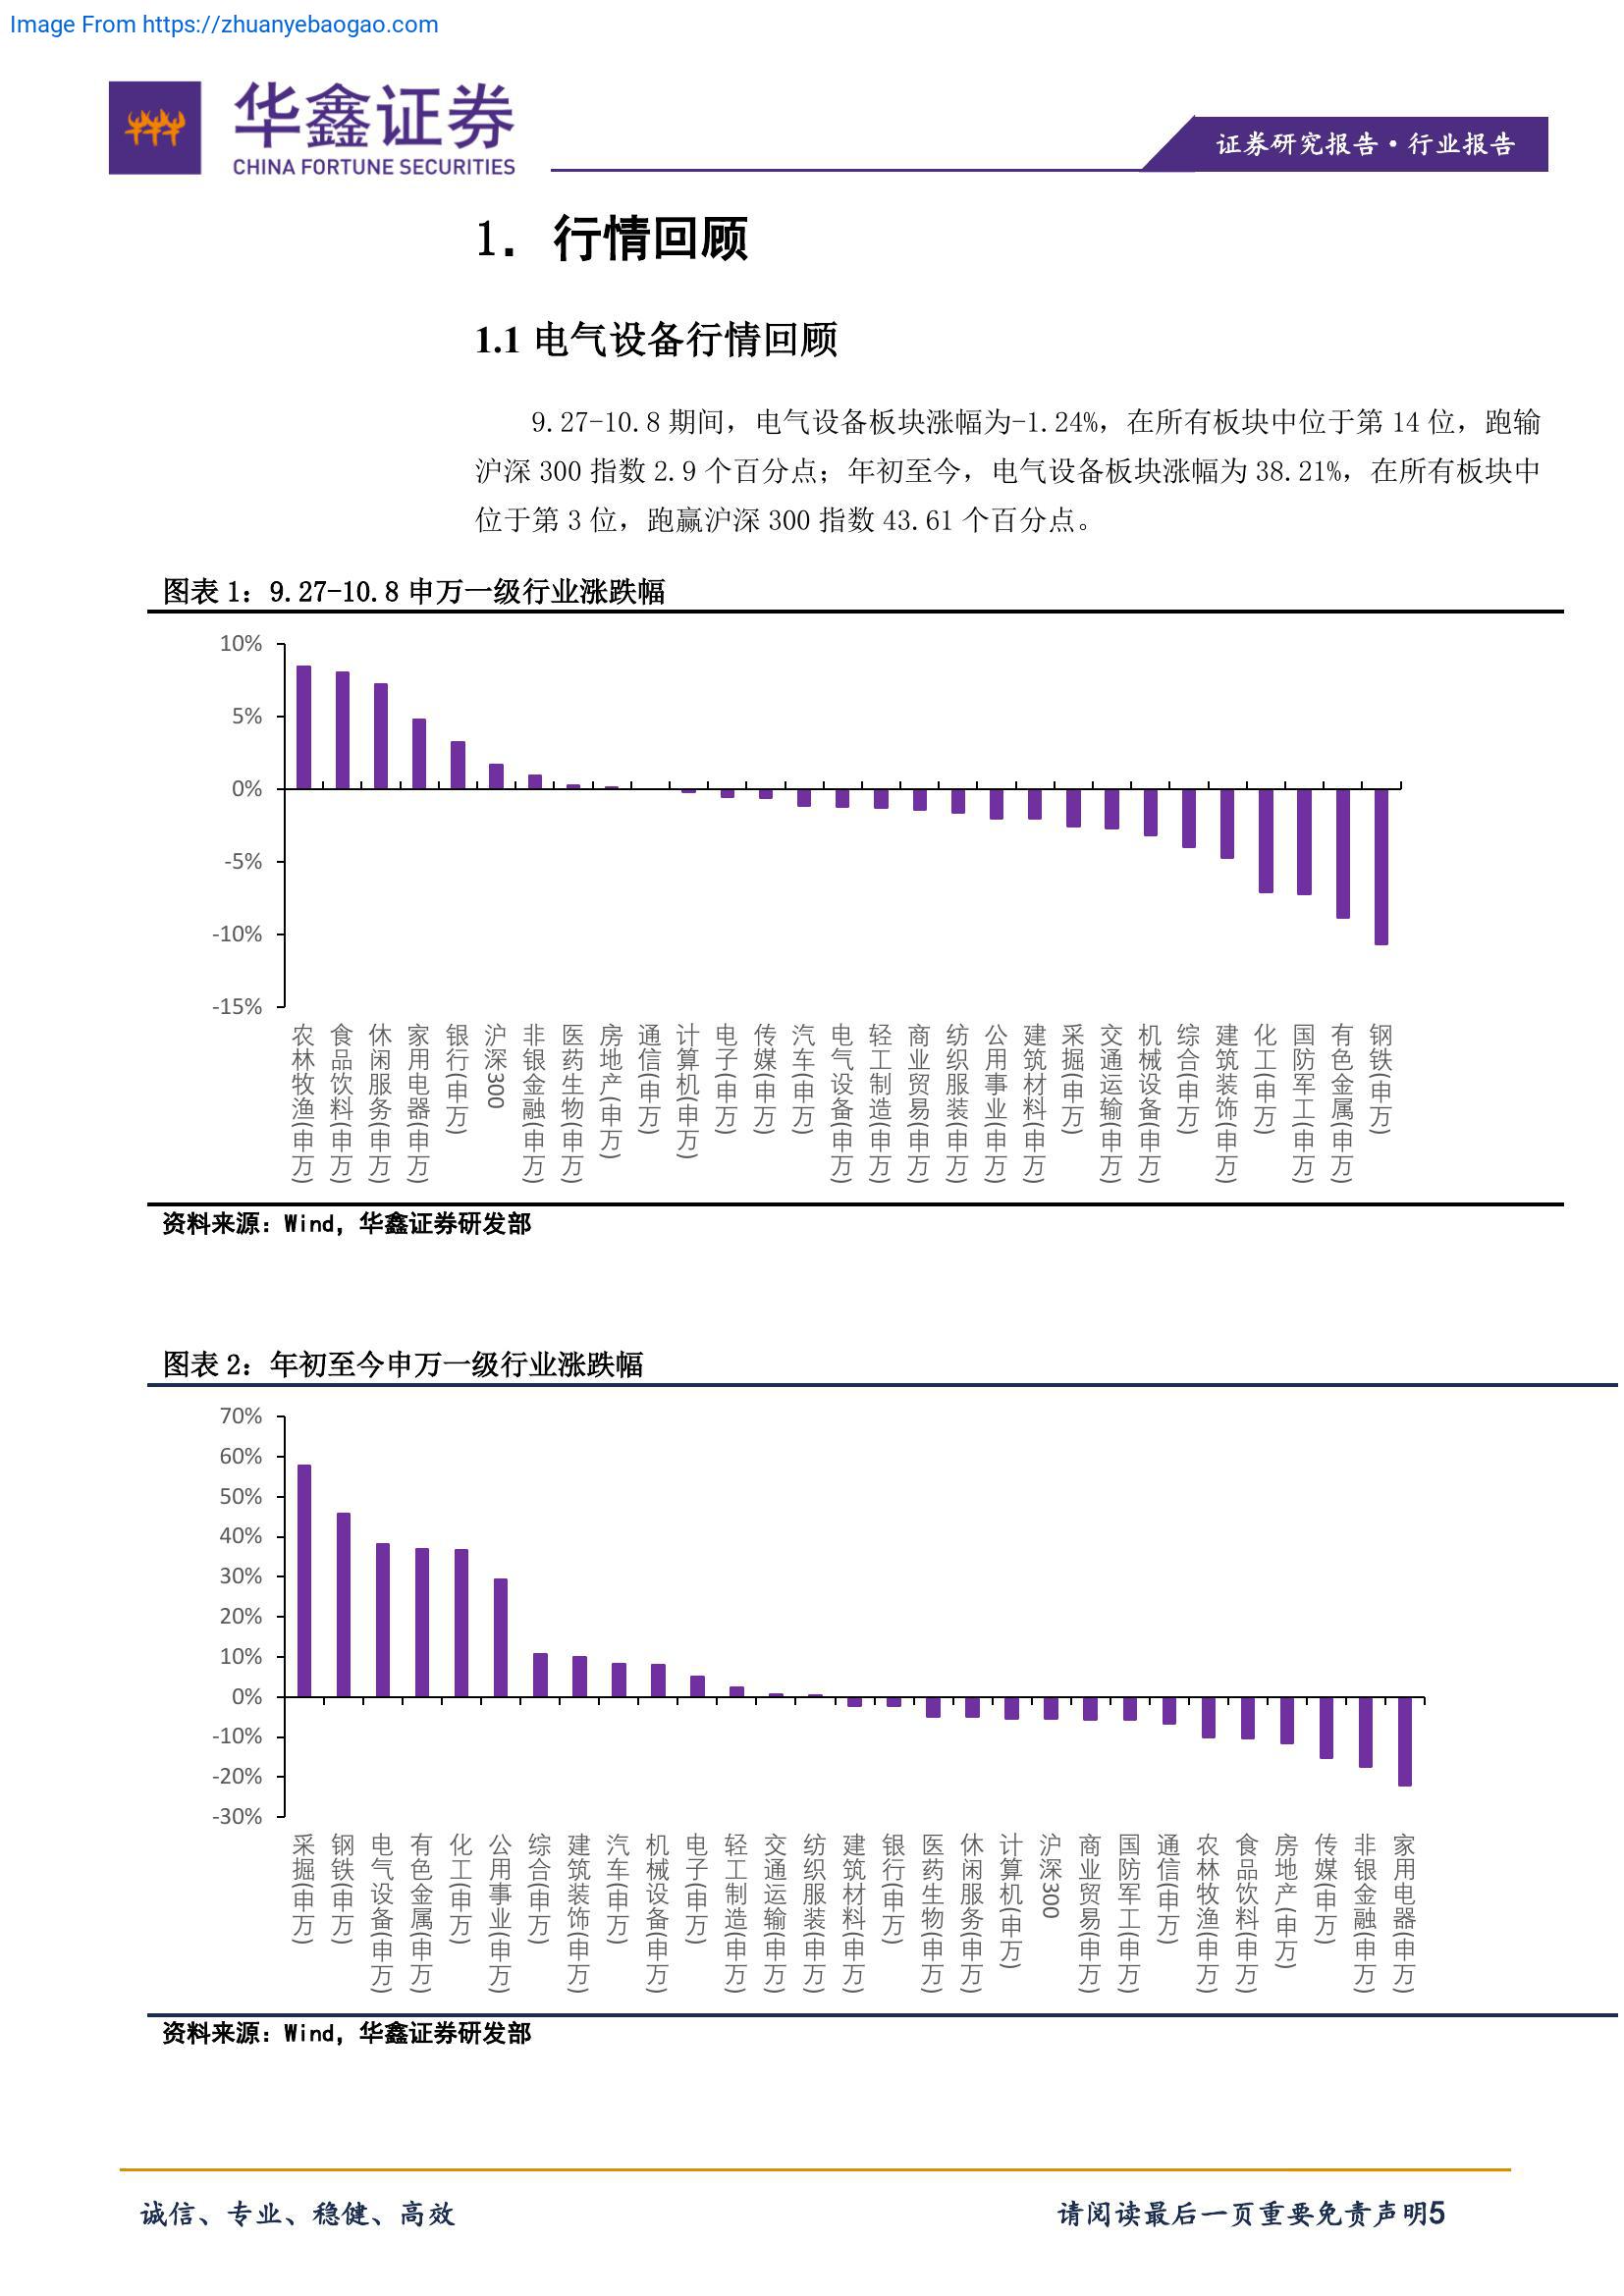 Image From https://zhuanyebaogao.com
华鑫证券
CHINA FORTUNE SECURITIES
证券研究报告·行业报告
1. 行情回顾
1.1 电气设备行情回顾
9.27-10.8 期间，电气设备板块涨幅为-1.24%，在所有板块中位于第 14 位，跑输
沪深 300 指数 2.9 个百分点；年初至今，电气设备板块涨幅为 38.21%，在所有板块中
位于第 3 位，跑赢沪深 300 指数 43.61 个百分点。
图表 1：9.27-10.8 申万一级行业涨跌幅
10%
5%
0%
-5%
-10%
-15%
农林牧渔(申万)
食品饮料(申万)
休闲服务(申万)
家用电器(申万)
银行(申万)
沪深300
非银金融(申万)
医药生物(申万)
房地产(申万)
通信(申万)
计算机(申万)
电子(申万)
传媒(申万)
汽车(申万)
电气设备(申万)
轻工制造(申万)
商业贸易(申万)
纺织服装(申万)
公用事业(申万)
建筑材料(申万)
采掘(申万)
交通运输(申万)
机械设备(申万)
综合(申万)
建筑装饰(申万)
化工(申万)
国防军工(申万)
有色金属(申万)
钢铁(申万)
资料来源：Wind，华鑫证券研发部
图表 2：年初至今申万一级行业涨跌幅
70%
60%
50%
40%
30%
20%
10%
0%
-10%
-20%
-30%
采掘(申万)
钢铁(申万)
电气设备(申万)
有色金属(申万)
化工(申万)
公用事业(申万)
综合(申万)
建筑装饰(申万)
汽车(申万)
机械设备(申万)
电子(申万)
轻工制造(申万)
交通运输(申万)
纺织服装(申万)
建筑材料(申万)
银行(申万)
医药生物(申万)
休闲服务(申万)
计算机(申万)
沪深300
商业贸易(申万)
国防军工(申万)
通信(申万)
农林牧渔(申万)
食品饮料(申万)
房地产(申万)
传媒(申万)
非银金融(申万)
家用电器(申万)
资料来源：Wind，华鑫证券研发部
诚信、专业、稳健、高效
请阅读最后一页重要免责声明5